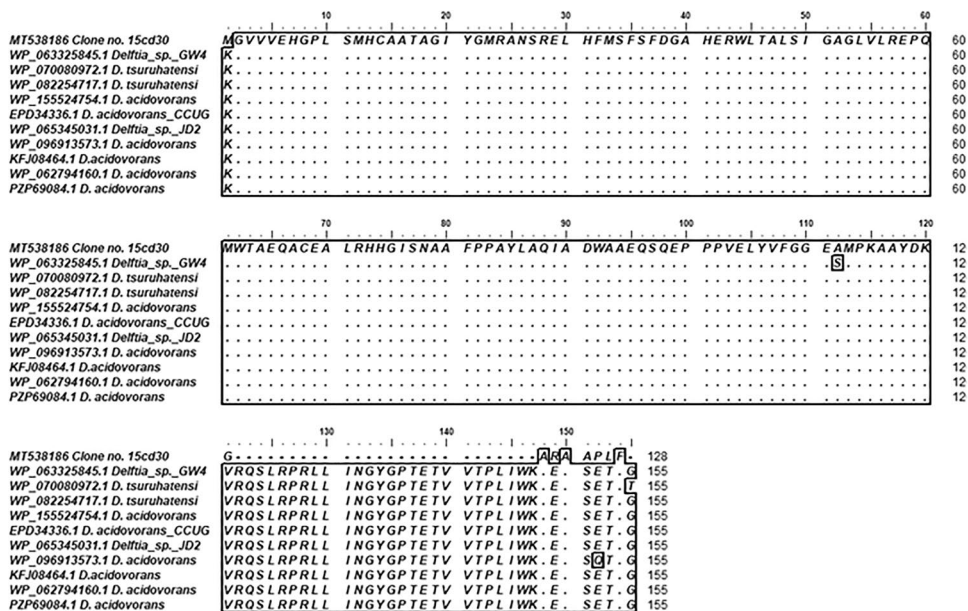 10 20 30 40 50 60
MT538186 Clone no. 15cd30 MGVVVEHGPL SMHCAATAGI YGMRANSREL HFMSFSFDGA HERWLTALSI GAGLVLREPQ 60
WP_063325845.1 Delftia_sp._GW4 K......... .......... .......... .......... .......... .......... 60
WP_070080972.1 D. tsuruhatensi K......... .......... .......... .......... .......... .......... 60
WP_082254717.1 D. tsuruhatensi K......... .......... .......... .......... .......... .......... 60
WP_155524754.1 D. acidovorans K......... .......... .......... .......... .......... .......... 60
EPD34336.1 D. acidovorans_CCUG K......... .......... .......... .......... .......... .......... 60
WP_065345031.1 Delftia_sp._JD2 K......... .......... .......... .......... .......... .......... 60
WP_096913573.1 D. acidovorans K......... .......... .......... .......... .......... .......... 60
KFJ08464.1 D.acidovorans K......... .......... .......... .......... .......... .......... 60
WP_062794160.1 D. acidovorans K......... .......... .......... .......... .......... .......... 60
PZP69084.1 D. acidovorans K......... .......... .......... .......... .......... .......... 60
70 80 90 100 110 120
MT538186 Clone no. 15cd30 MWTAEQACEA LRHHGISNAA FPPAYLAQIA DWAAEQSQEP PPVELYVFGG EAMPKAAYDK 12
WP_063325845.1 Delftia_sp._GW4 .......... .......... .......... .......... .......... .S........ 12
WP_070080972.1 D. tsuruhatensi .......... .......... .......... .......... .......... .......... 12
WP_082254717.1 D. tsuruhatensi .......... .......... .......... .......... .......... .......... 12
WP_155524754.1 D. acidovorans .......... .......... .......... .......... .......... .......... 12
EPD34336.1 D. acidovorans_CCUG .......... .......... .......... .......... .......... .......... 12
WP_065345031.1 Delftia_sp._JD2 .......... .......... .......... .......... .......... .......... 12
WP_096913573.1 D. acidovorans .......... .......... .......... .......... .......... .......... 12
KFJ08464.1 D.acidovorans .......... .......... .......... .......... .......... .......... 12
WP_062794160.1 D. acidovorans .......... .......... .......... .......... .......... .......... 12
PZP69084.1 D. acidovorans .......... .......... .......... .......... .......... .......... 12
130 140 150
MT538186 Clone no. 15cd30 G--------- ---------- -------ARA APLF- 128
WP_063325845.1 Delftia_sp._GW4 VRQSLRPRLL INGYGPTETV VTPLIWK.E. SET.G 155
WP_070080972.1 D. tsuruhatensi VRQSLRPRLL INGYGPTETV VTPLIWK.E. SET.T 155
WP_082254717.1 D. tsuruhatensi VRQSLRPRLL INGYGPTETV VTPLIWK.E. SET.G 155
WP_155524754.1 D. acidovorans VRQSLRPRLL INGYGPTETV VTPLIWK.E. SET.G 155
EPD34336.1 D. acidovorans_CCUG VRQSLRPRLL INGYGPTETV VTPLIWK.E. SET.G 155
WP_065345031.1 Delftia_sp._JD2 VRQSLRPRLL INGYGPTETV VTPLIWK.E. SET.G 155
WP_096913573.1 D. acidovorans VRQSLRPRLL INGYGPTETV VTPLIWK.E. SQT.G 155
KFJ08464.1 D.acidovorans VRQSLRPRLL INGYGPTETV VTPLIWK.E. SET.G 155
WP_062794160.1 D. acidovorans VRQSLRPRLL INGYGPTETV VTPLIWK.E. SET.G 155
PZP69084.1 D. acidovorans VRQSLRPRLL INGYGPTETV VTPLIWK.E. SET.G 155